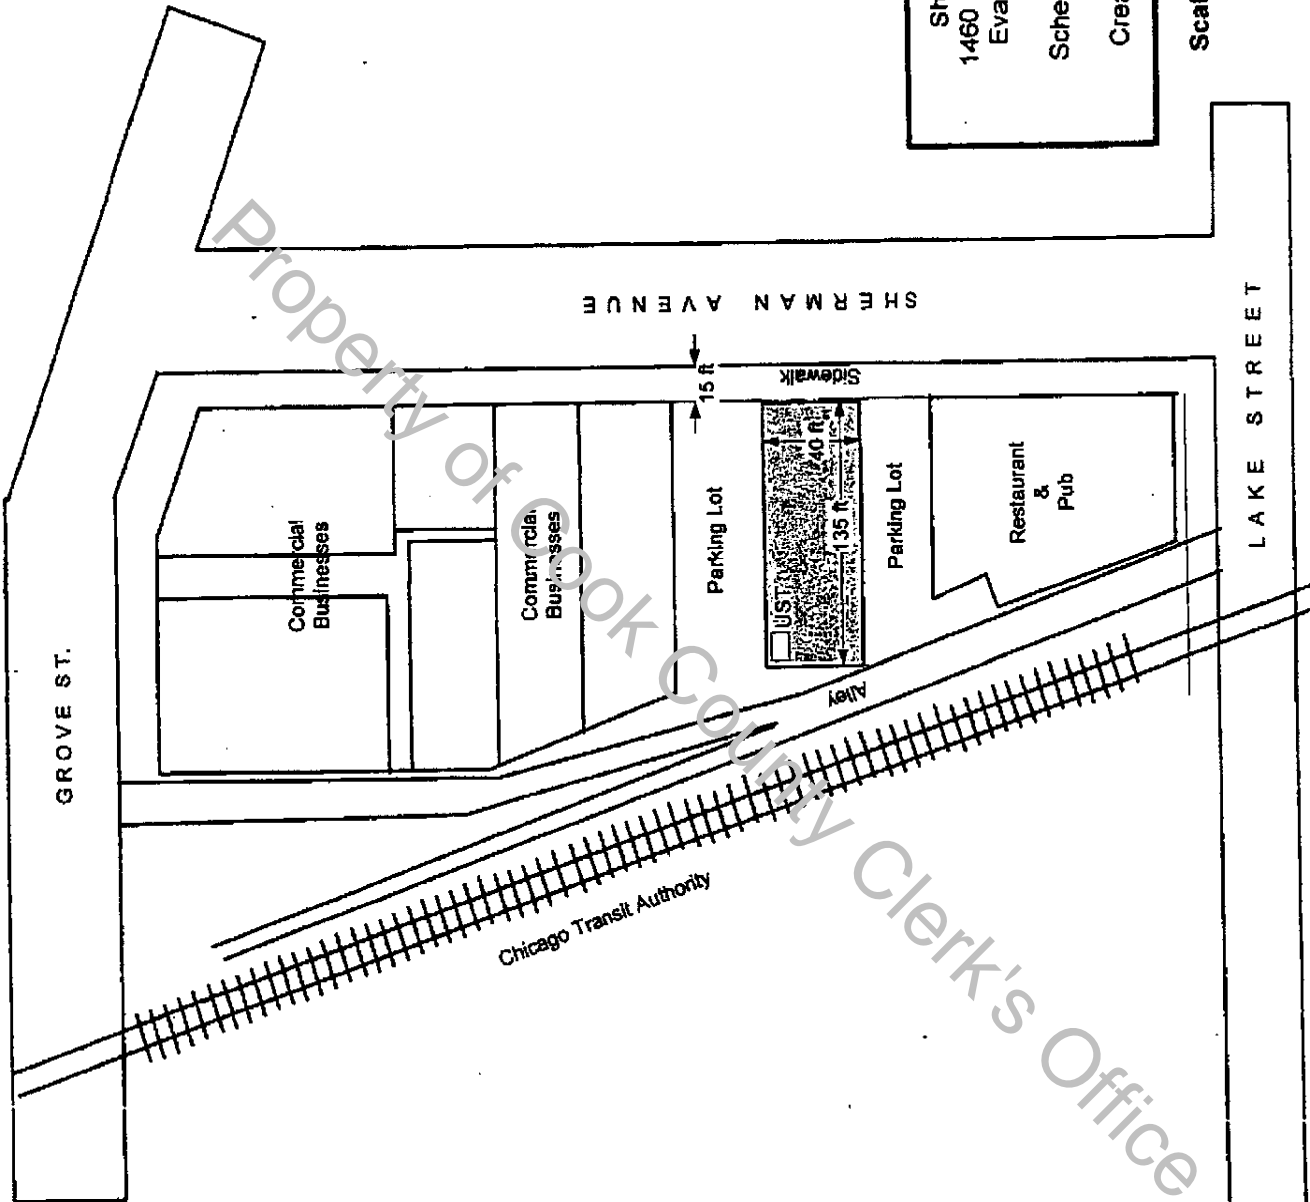 Sh
1460
Eva
Sche
Crea
Scal
GROVE ST.
SHERMAN AVENUE
LAKE STREET
Sidewalk
15 ft
Commercial
Businesses
Commercial
Businesses
Parking Lot
UST
40 ft
135 ft
Parking Lot
Restaurant
&
Pub
Alley
Chicago Transit Authority
Property of Cook County Clerk's Office